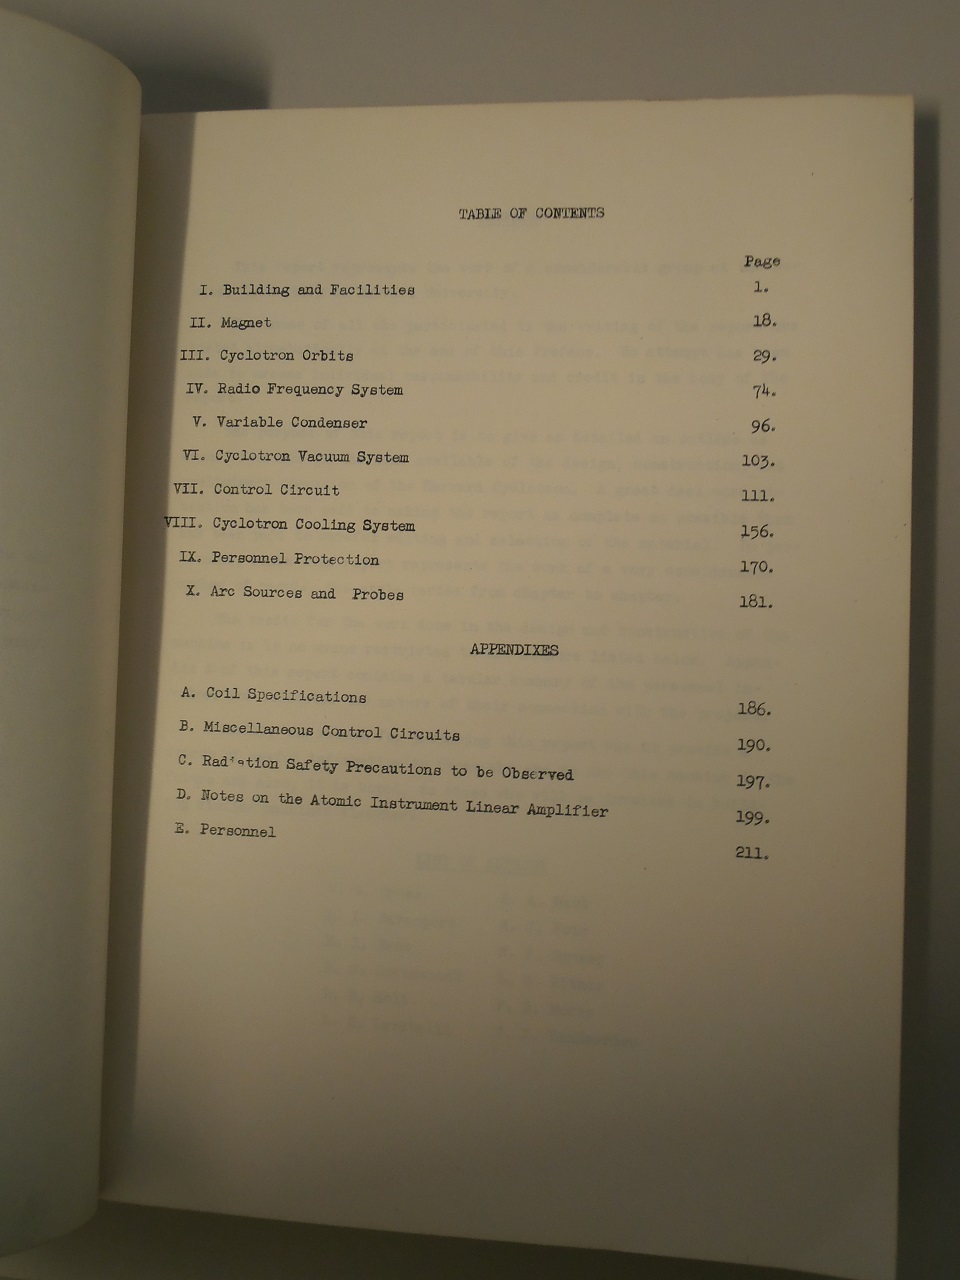 TABLE OF CONTENTS
Page
I. Building and Facilities 1.
II. Magnet 18.
III. Cyclotron Orbits 29.
IV. Radio Frequency System 74.
V. Variable Condenser 96.
VI. Cyclotron Vacuum System 103.
VII. Control Circuit 111.
VIII. Cyclotron Cooling System 156.
IX. Personnel Protection 170.
X. Arc Sources and Probes 181.
APPENDIXES
A. Coil Specifications 186.
B. Miscellaneous Control Circuits 190.
C. Radiation Safety Precautions to be Observed 197.
D. Notes on the Atomic Instrument Linear Amplifier 199.
E. Personnel 211.